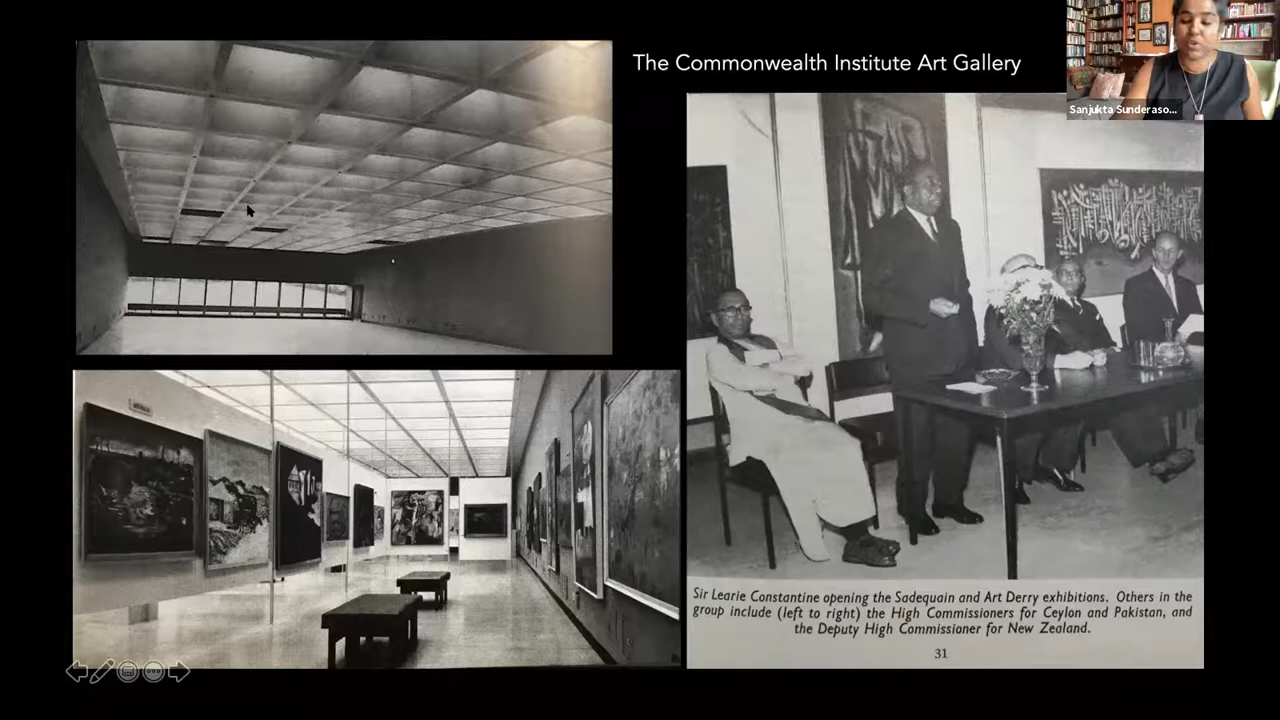 The Commonwealth Institute Art Gallery
Sanjukta Sunderaso...
Sir Learie Constantine opening the Sadequain and Art Derry exhibitions. Others in the
group include (left to right) the High Commissioners for Ceylon and Pakistan, and
the Deputy High Commissioner for New Zealand.
31